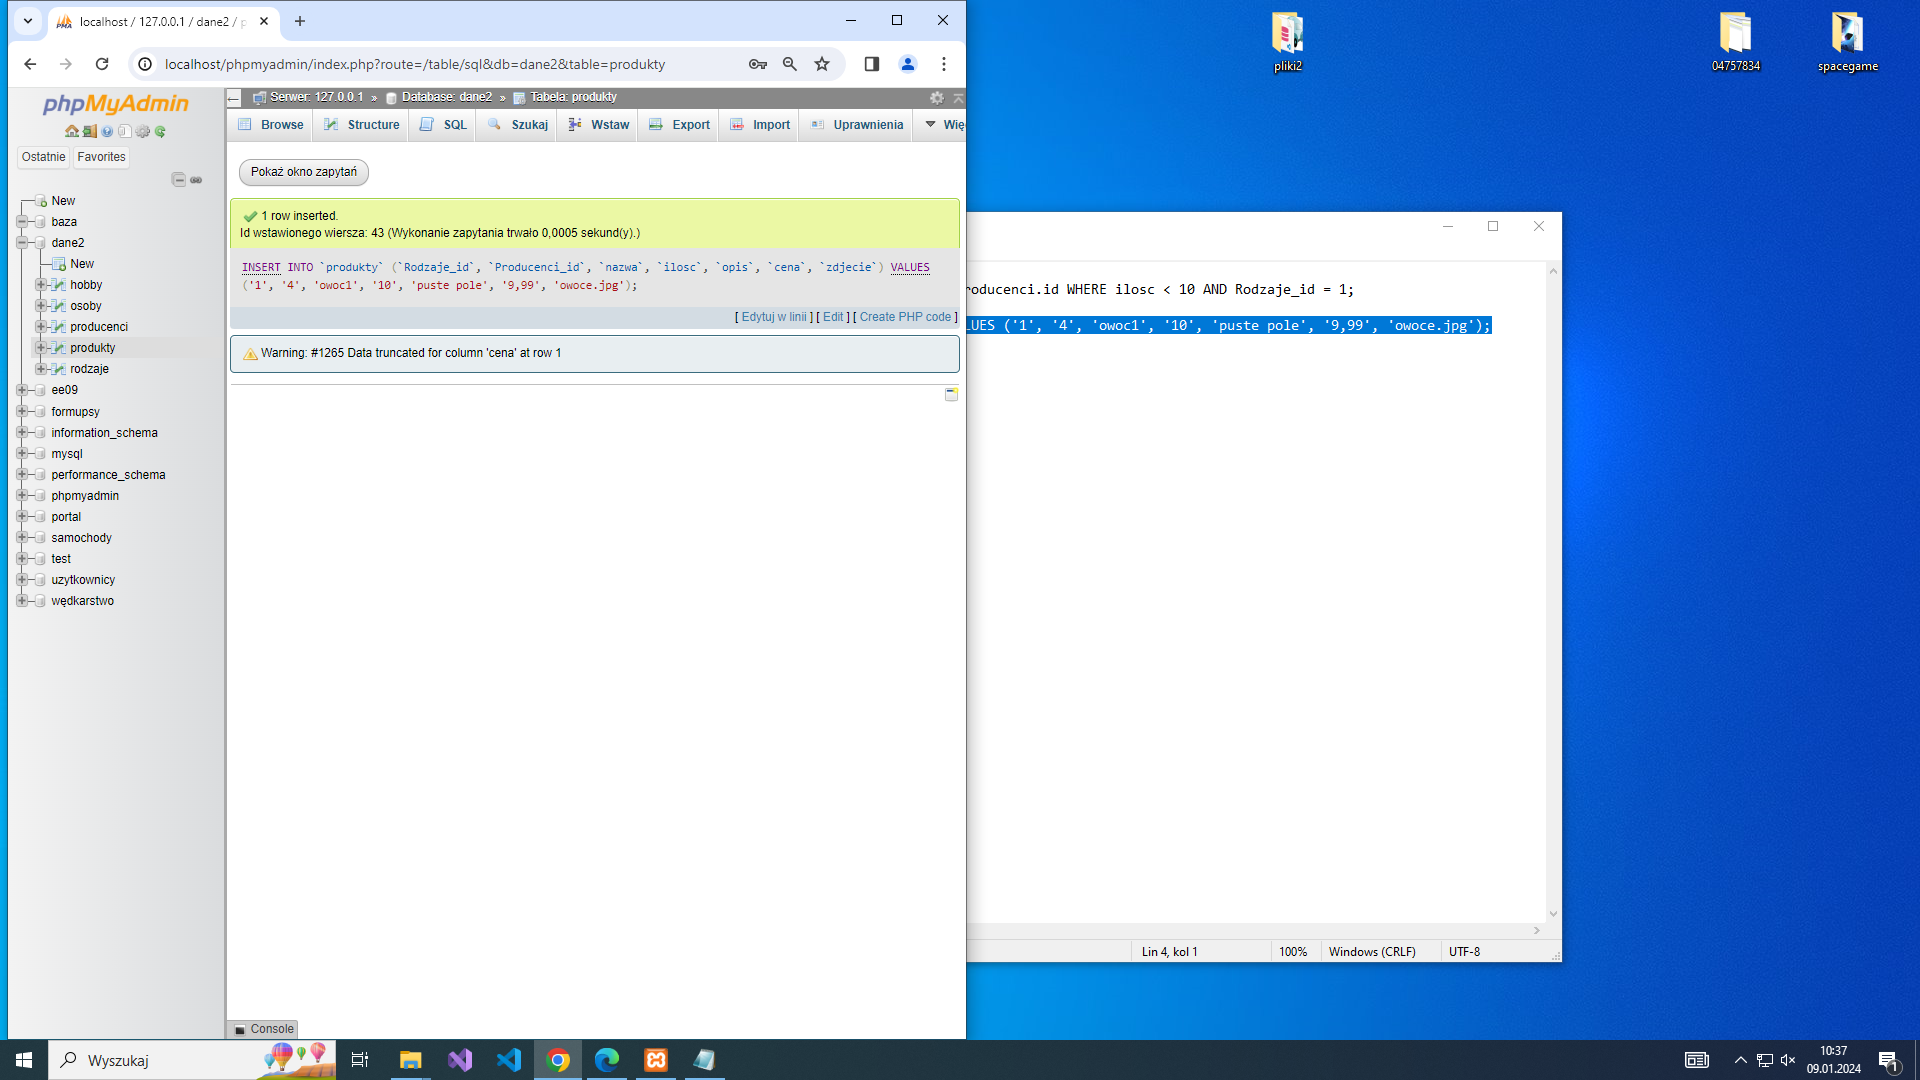 localhost / 127.0.0.1 / dane2 / p
localhost/phpmyadmin/index.php?route=/table/sql&db=dane2&table=produkty
phpMyAdmin
Ostatnie Favorites
New
baza
dane2
New
hobby
osoby
producenci
produkty
rodzaje
ee09
formupsy
information_schema
mysql
performance_schema
phpmyadmin
portal
samochody
test
uzytkownicy
wędkarstwo
Serwer: 127.0.0.1 » Database: dane2 » Tabela: produkty
Browse Structure SQL Szukaj Wstaw Export Import Uprawnienia Wię
Pokaż okno zapytań
1 row inserted.
Id wstawionego wiersza: 43 (Wykonanie zapytania trwało 0,0005 sekund(y).)
INSERT INTO `produkty` (`Rodzaje_id`, `Producenci_id`, `nazwa`, `ilosc`, `opis`, `cena`, `zdjecie`) VALUES
('1', '4', 'owoc1', '10', 'puste pole', '9,99', 'owoce.jpg');
[ Edytuj w linii ] [ Edit ] [ Create PHP code ]
Warning: #1265 Data truncated for column 'cena' at row 1
Console
roducenci.id WHERE ilosc < 10 AND Rodzaje_id = 1;
LUES ('1', '4', 'owoc1', '10', 'puste pole', '9,99', 'owoce.jpg');
Lin 4, kol 1 100% Windows (CRLF) UTF-8
pliki2
04757834
spacegame
Wyszukaj
10:37
09.01.2024
1